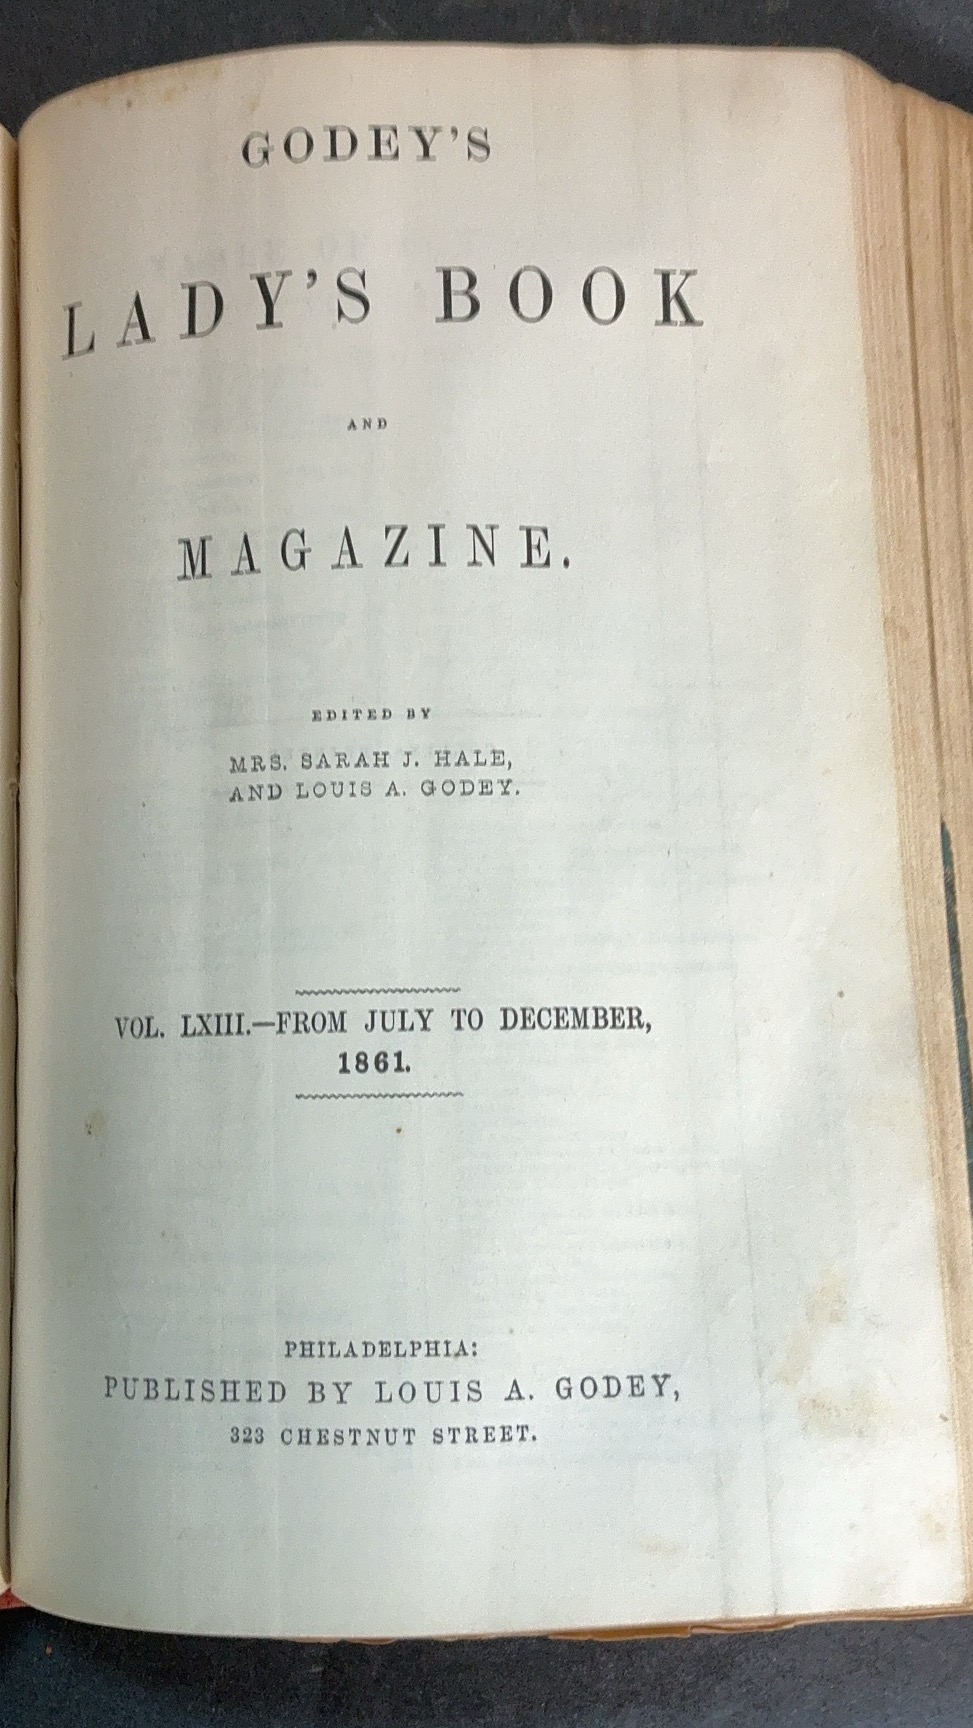 GODEY'S
LADY'S BOOK
AND
MAGAZINE.
EDITED BY
MRS. SARAH J. HALE,
AND LOUIS A. GODEY.
VOL. LXIII.—FROM JULY TO DECEMBER,
1861.
PHILADELPHIA:
PUBLISHED BY LOUIS A. GODEY,
323 CHESTNUT STREET.